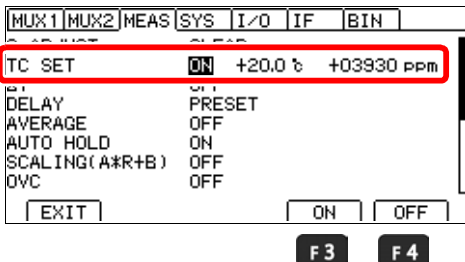 MUX1 MUX2 MEAS SYS I/O IF BIN
TC SET ON +20.0 ℃ +03930 ppm
DELAY PRESET
AVERAGE OFF
AUTO HOLD ON
SCALING(A*R+B) OFF
OVC OFF
EXIT ON OFF
F3 F4